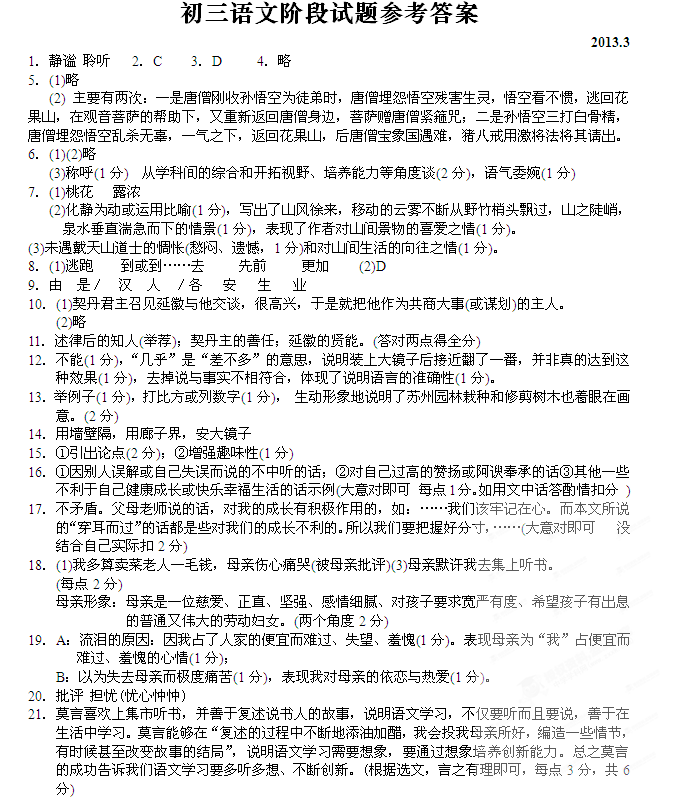 初三语文阶段试题参考答案
2013.3
1．静谧 聆听 2．C 3．D 4．略
5．(1)略
(2) 主要有两次：一是唐僧刚收孙悟空为徒弟时，唐僧埋怨悟空残害生灵，悟空看不惯，逃回花
果山，在观音菩萨的帮助下，又重新返回唐僧身边，菩萨赠唐僧紧箍咒；二是孙悟空三打白骨精，
唐僧埋怨悟空乱杀无辜，一气之下，返回花果山，后唐僧宝象国遇难，猪八戒用激将法将其请出。
6．(1)(2)略
(3)称呼(1 分) 从学科间的综合和开拓视野、培养能力等角度谈(2 分)，语气委婉(1 分)
7．(1)桃花 露浓
(2)化静为动或运用比喻(1 分)，写出了山风徐来，移动的云雾不断从野竹梢头飘过，山之陡峭，
泉水垂直湍急而下的情景(1 分)，表现了作者对山间景物的喜爱之情(1 分)。
(3)未遇戴天山道士的惆怅(愁闷、遗憾，1 分)和对山间生活的向往之情(1 分)。
8．(1)逃跑 到或到……去 先前 更加 (2)D
9．由 是 / 汉 人 / 各 安 生 业
10．(1)契丹君主召见延徽与他交谈，很高兴，于是就把他作为共商大事(或谋划)的主人。
(2)略
11．述律后的知人(举荐)；契丹主的善任；延徽的贤能。(答对两点得全分)
12．不能(1 分)，“几乎”是“差不多”的意思，说明装上大镜子后接近翻了一番，并非真的达到这
种效果(1 分)，去掉说与事实不相符合，体现了说明语言的准确性(1 分)。
13．举例子(1 分)，打比方或列数字(1 分)， 生动形象地说明了苏州园林栽种和修剪树木也着眼在画
意。(2 分)
14．用墙壁隔，用廊子界，安大镜子
15．①引出论点(2 分)；②增强趣味性(1 分)
16．①因别人误解或自己失误而说的不中听的话；②对自己过高的赞扬或阿谀奉承的话③其他一些
不利于自己健康成长或快乐幸福生活的话示例(大意对即可 每点 1 分。如用文中话答酌情扣分 )
17．不矛盾。父母老师说的话，对我的成长有积极作用的，如：……我们该牢记在心。而本文所说
的“穿耳而过”的话都是些对我们的成长不利的。所以我们要把握好分寸，……(大意对即可 没
结合自己实际扣 2 分)
18．(1)我多算卖菜老人一毛钱，母亲伤心痛哭(被母亲批评)(3)母亲默许我去集上听书。
(每点 2 分)
母亲形象：母亲是一位慈爱、正直、坚强、感情细腻、对孩子要求宽严有度、希望孩子有出息
的普通又伟大的劳动妇女。(两个角度 2 分)
19．A：流泪的原因：因我占了人家的便宜而难过、失望、羞愧(1 分)。表现母亲为“我”占便宜而
难过、羞愧的心情(1 分)；
B：以为失去母亲而极度痛苦(1 分)，表现我对母亲的依恋与热爱(1 分)。
20．批评 担忧(忧心忡忡)
21．莫言喜欢上集市听书，并善于复述说书人的故事，说明语文学习，不仅要听而且要说，善于在
生活中学习。莫言能够在“复述的过程中不断地添油加醋，我会投我母亲所好，编造一些情节，
有时候甚至改变故事的结局”，说明语文学习需要想象，要通过想象培养创新能力。总之莫言
的成功告诉我们语文学习要多听多想、不断创新。(根据选文，言之有理即可，每点 3 分，共 6
分)